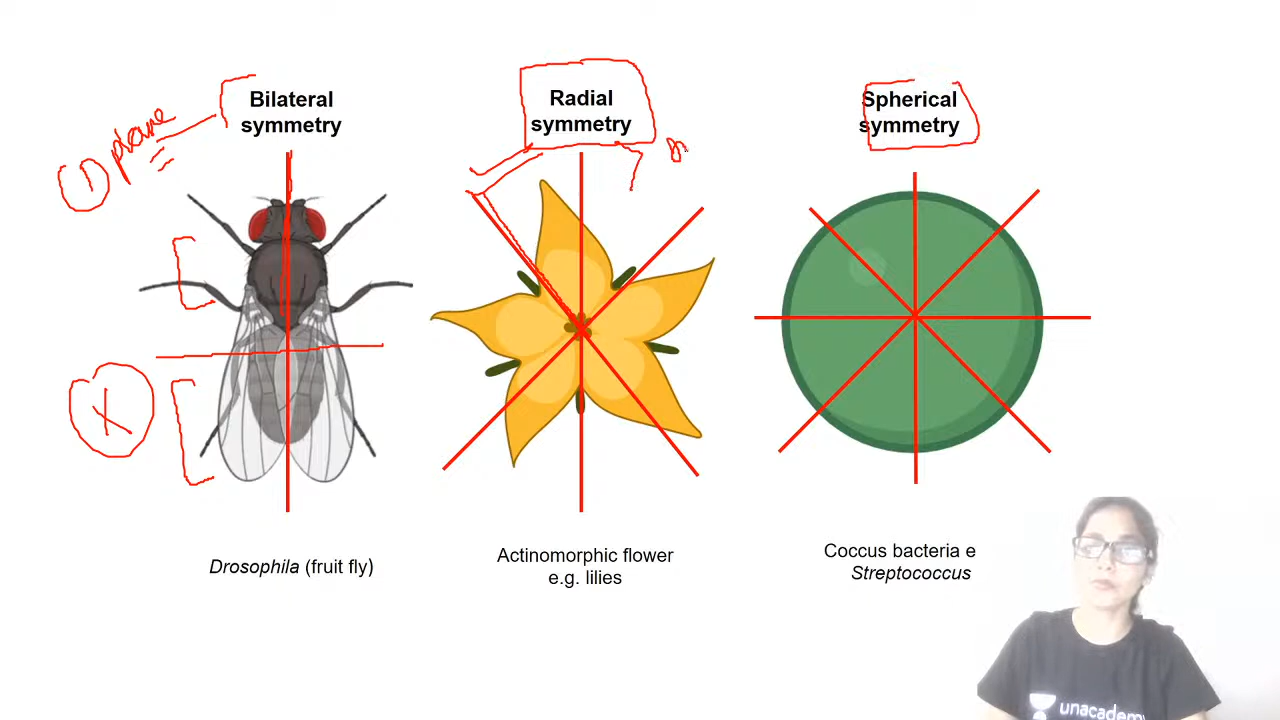 Bilateral
symmetry
Radial
symmetry
Spherical
symmetry
① plane
X
Drosophila (fruit fly)
Actinomorphic flower
e.g. lilies
Coccus bacteria e
Streptococcus
unacademy